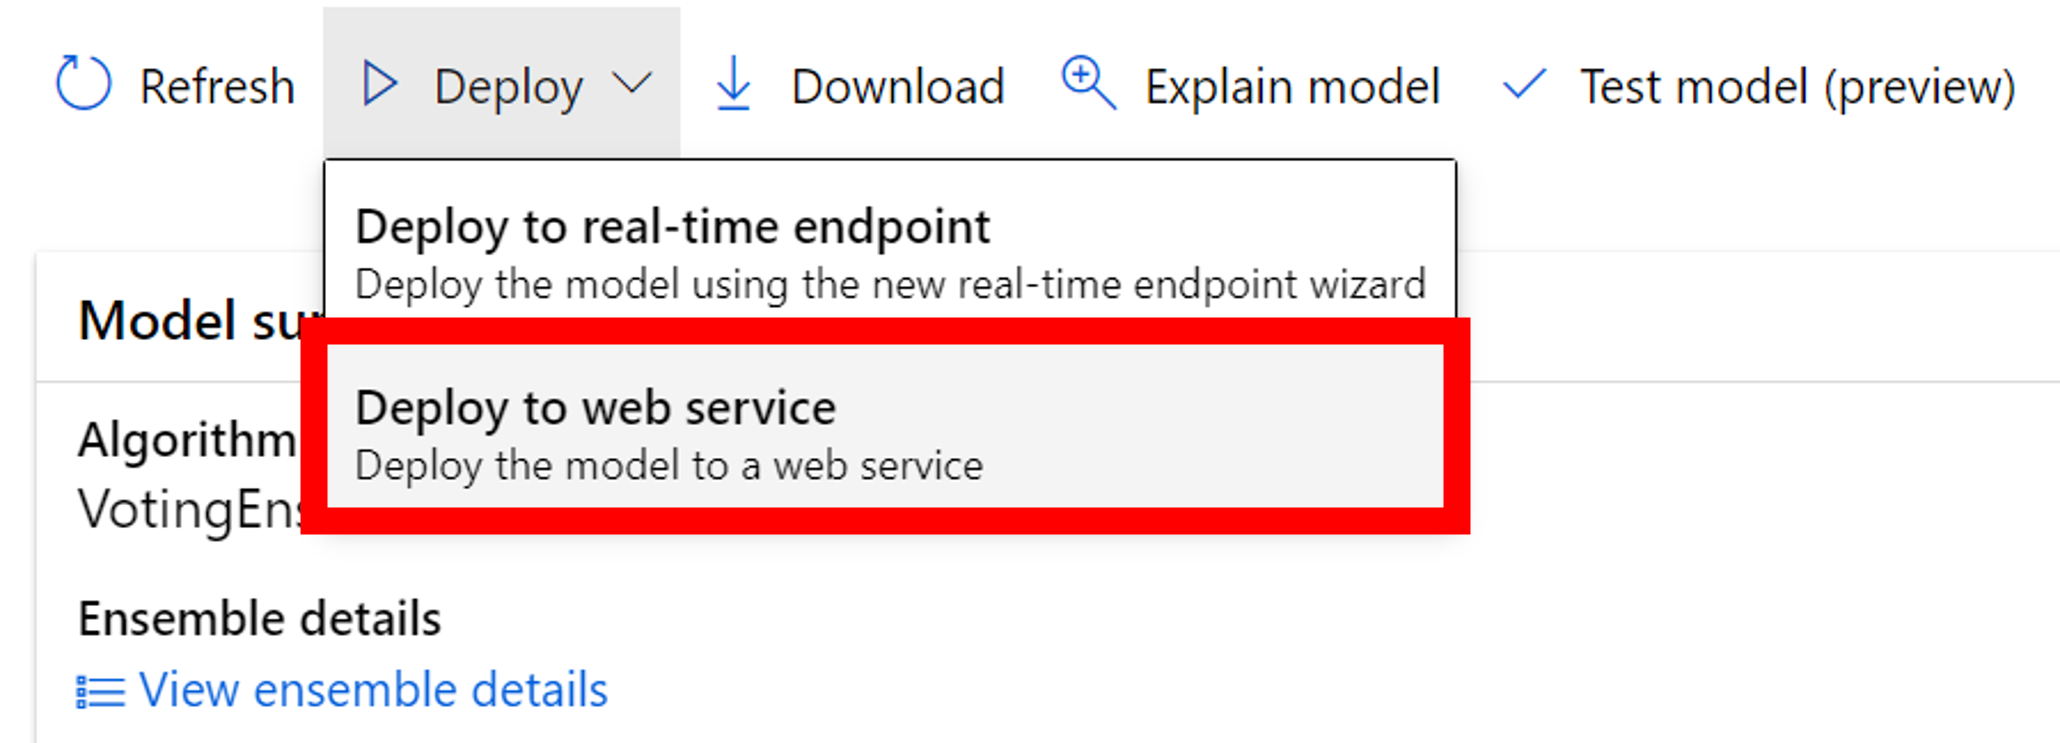 Refresh Deploy Download Explain model Test model (preview)
Deploy to real-time endpoint
Deploy the model using the new real-time endpoint wizard
Model
Deploy to web service
Deploy the model to a web service
Algorithm
Ensemble details
View ensemble details